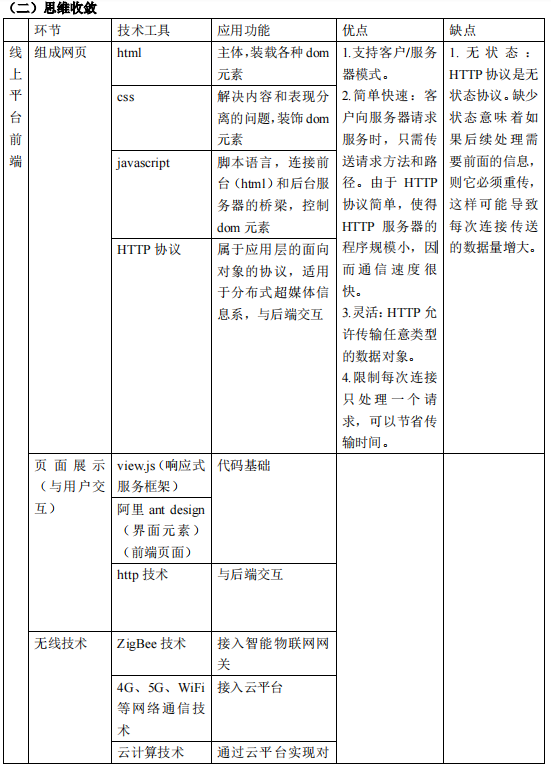 （二）思维收敛
环节
技术工具
应用功能
优点
缺点
线
上
平
台
前
端
组成网页
html
主体，装载各种 dom
元素
css
解决内容和表现分
离的问题，装饰 dom
元素
javascript
脚本语言，连接前
台（html）和后台服
务器的桥梁，控制
dom 元素
HTTP 协议
属于应用层的面向
对象的协议，适用
于分布式超媒体信
息系，与后端交互
1.支持客户/服务
器模式。
2.简单快速：客
户向服务器请求
服务时，只需传
送请求方法和路
径。由于 HTTP
协议简单，使得
HTTP 服务器的
程序规模小，因
而通信速度很
快。
3.灵活：HTTP 允
许传输任意类型
的数据对象。
4.限制每次连接
只处理一个请
求，可以节省传
输时间。
1. 无状态：
HTTP 协议是无
状态协议。缺少
状态意味着如
果后续处理需
要前面的信息，
则它必须重传，
这样可能导致
每次连接传送
的数据量增大。
页面展示
（与用户交
互）
view.js（响应式
服务框架）
代码基础
阿里 ant design
（界面元素）
（前端页面）
http 技术
与后端交互
无线技术
ZigBee 技术
接入智能物联网网
关
4G、5G、WiFi
等网络通信技
术
接入云平台
云计算技术
通过云平台实现对